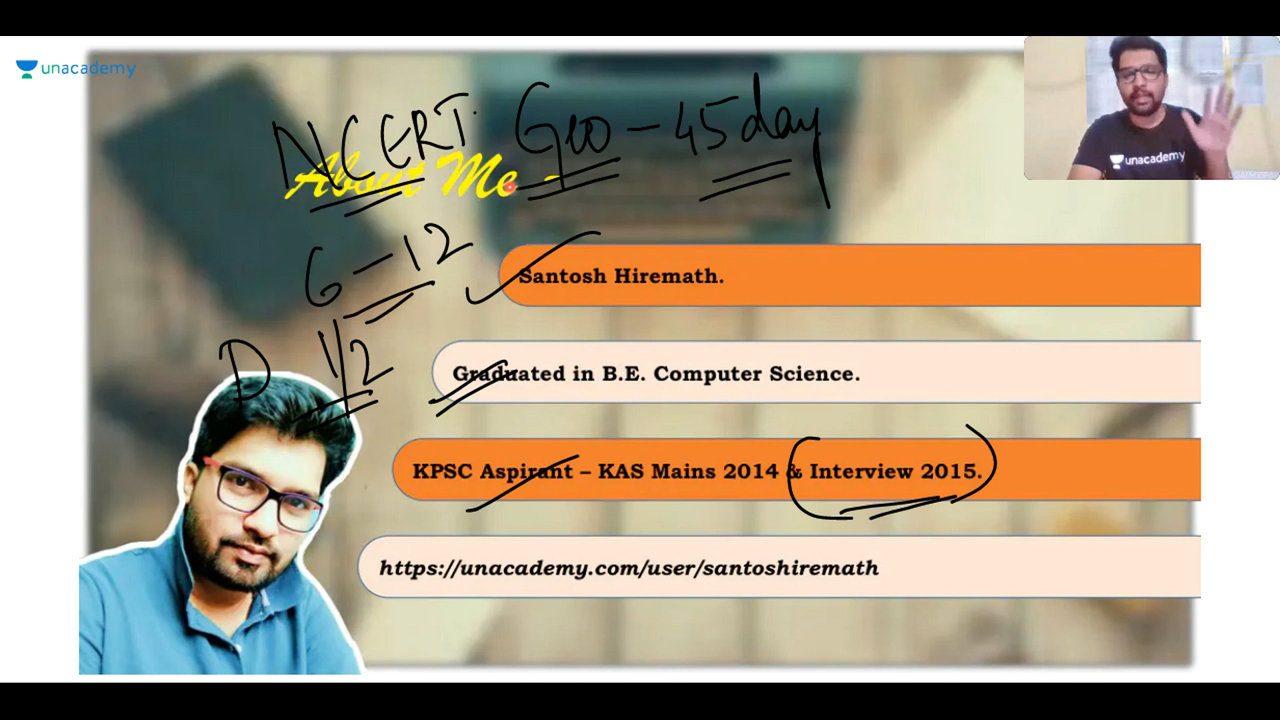 unacademy
NCERT Geo - 45 day
About Me -
6 - 12
Santosh Hiremath.
D 1/2
Graduated in B.E. Computer Science.
KPSC Aspirant – KAS Mains 2014 & Interview 2015.
https://unacademy.com/user/santoshiremath
unacademy